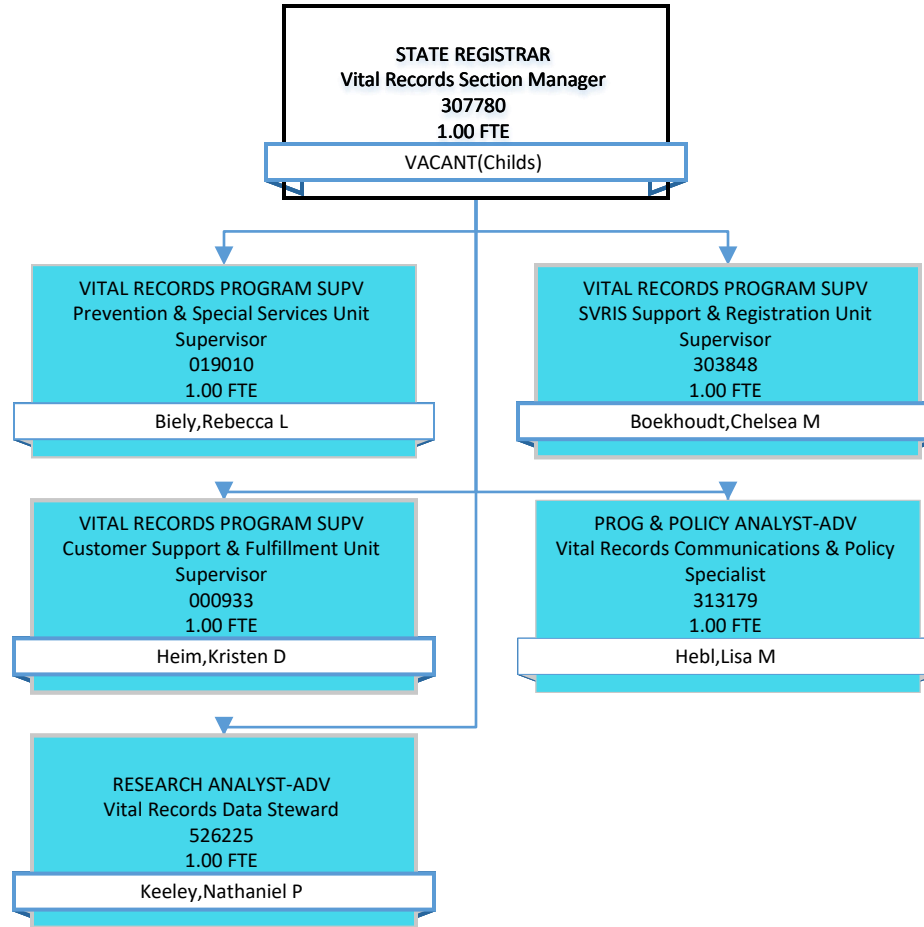 STATE REGISTRAR
Vital Records Section Manager
307780
1.00 FTE
VACANT(Childs)
VITAL RECORDS PROGRAM SUPV
Prevention & Special Services Unit
Supervisor
019010
1.00 FTE
Biely,Rebecca L
VITAL RECORDS PROGRAM SUPV
SVRIS Support & Registration Unit
Supervisor
303848
1.00 FTE
Boekhoudt,Chelsea M
VITAL RECORDS PROGRAM SUPV
Customer Support & Fulfillment Unit
Supervisor
000933
1.00 FTE
Heim,Kristen D
PROG & POLICY ANALYST-ADV
Vital Records Communications & Policy
Specialist
313179
1.00 FTE
Hebl,Lisa M
RESEARCH ANALYST-ADV
Vital Records Data Steward
526225
1.00 FTE
Keeley,Nathaniel P